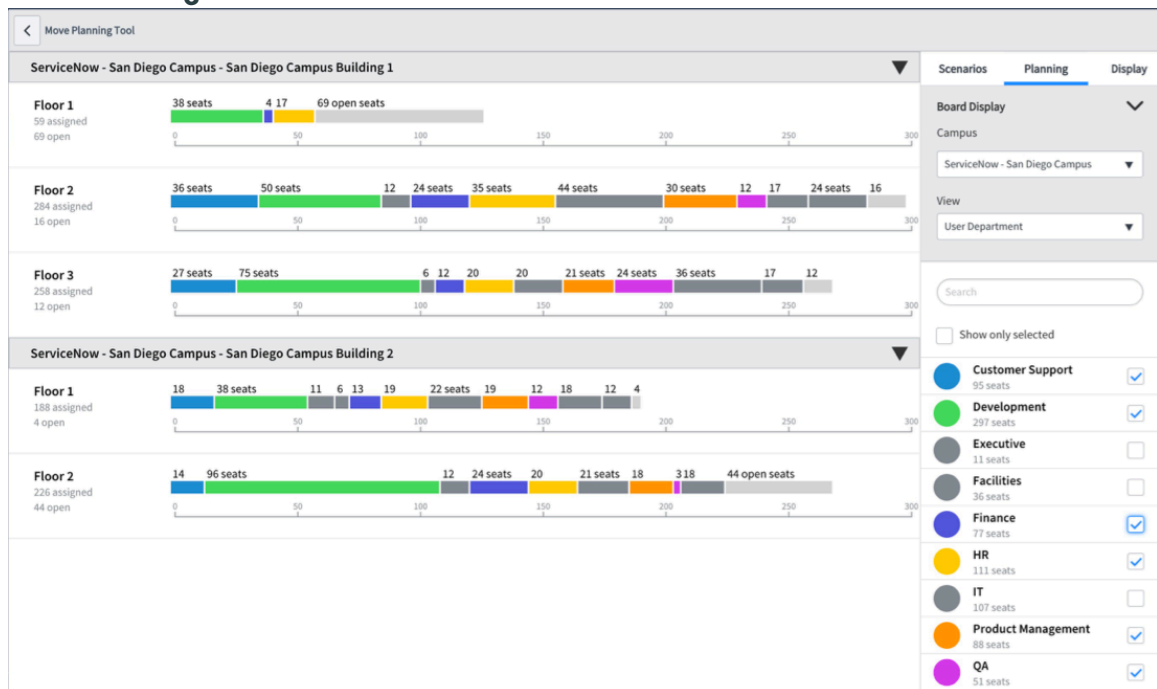 Move Planning Tool
ServiceNow - San Diego Campus - San Diego Campus Building 1
Floor 1
59 assigned
69 open
38 seats 4 17 69 open seats
0 50 100 150 200 250 300
Floor 2
284 assigned
16 open
36 seats 50 seats 12 24 seats 35 seats 44 seats 30 seats 12 17 24 seats 16
0 50 100 150 200 250 300
Floor 3
258 assigned
12 open
27 seats 75 seats 6 12 20 20 21 seats 24 seats 36 seats 17 12
0 50 100 150 200 250 300
ServiceNow - San Diego Campus - San Diego Campus Building 2
Floor 1
188 assigned
4 open
18 38 seats 11 6 13 19 22 seats 19 12 18 12 4
0 50 100 150 200 250 300
Floor 2
226 assigned
44 open
14 96 seats 12 24 seats 20 21 seats 18 3 18 44 open seats
0 50 100 150 200 250 300
Scenarios Planning Display
Board Display
Campus
ServiceNow - San Diego Campus
View
User Department
Search
Show only selected
Customer Support
95 seats
Development
297 seats
Executive
11 seats
Facilities
36 seats
Finance
77 seats
HR
111 seats
IT
107 seats
Product Management
88 seats
QA
51 seats